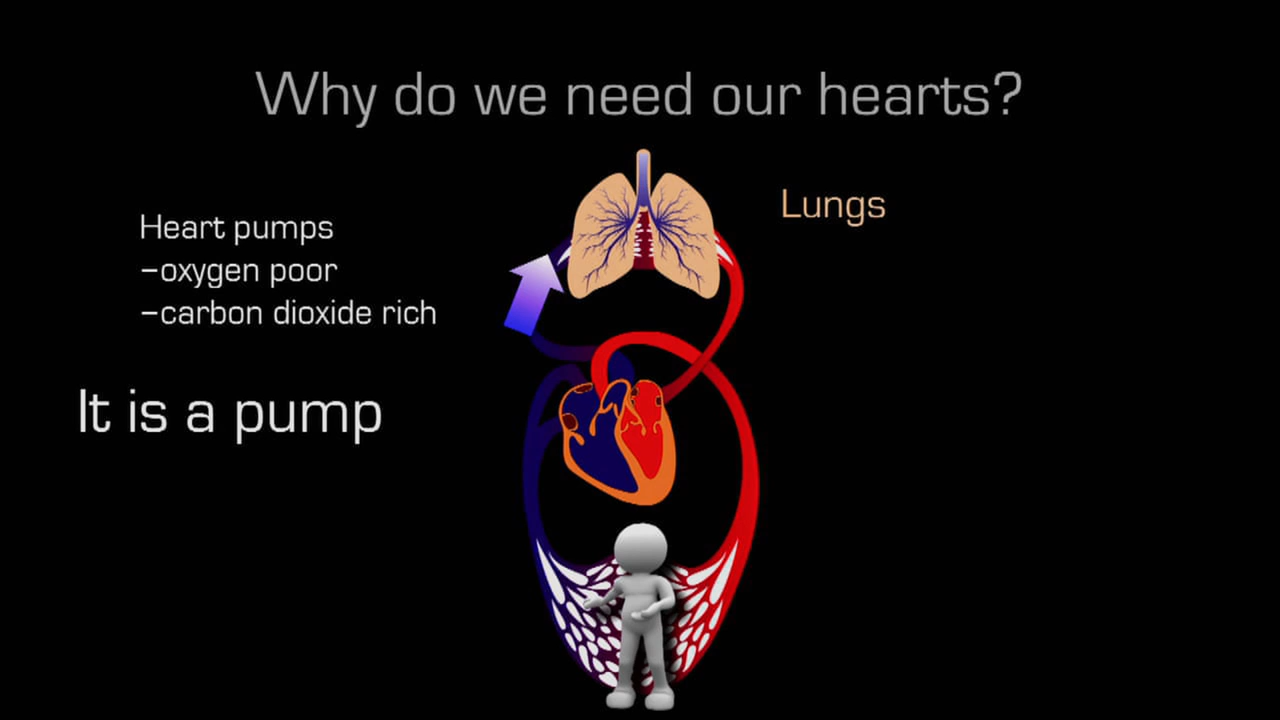 Why do we need our hearts?
Lungs
Heart pumps
-oxygen poor
-carbon dioxide rich
It is a pump